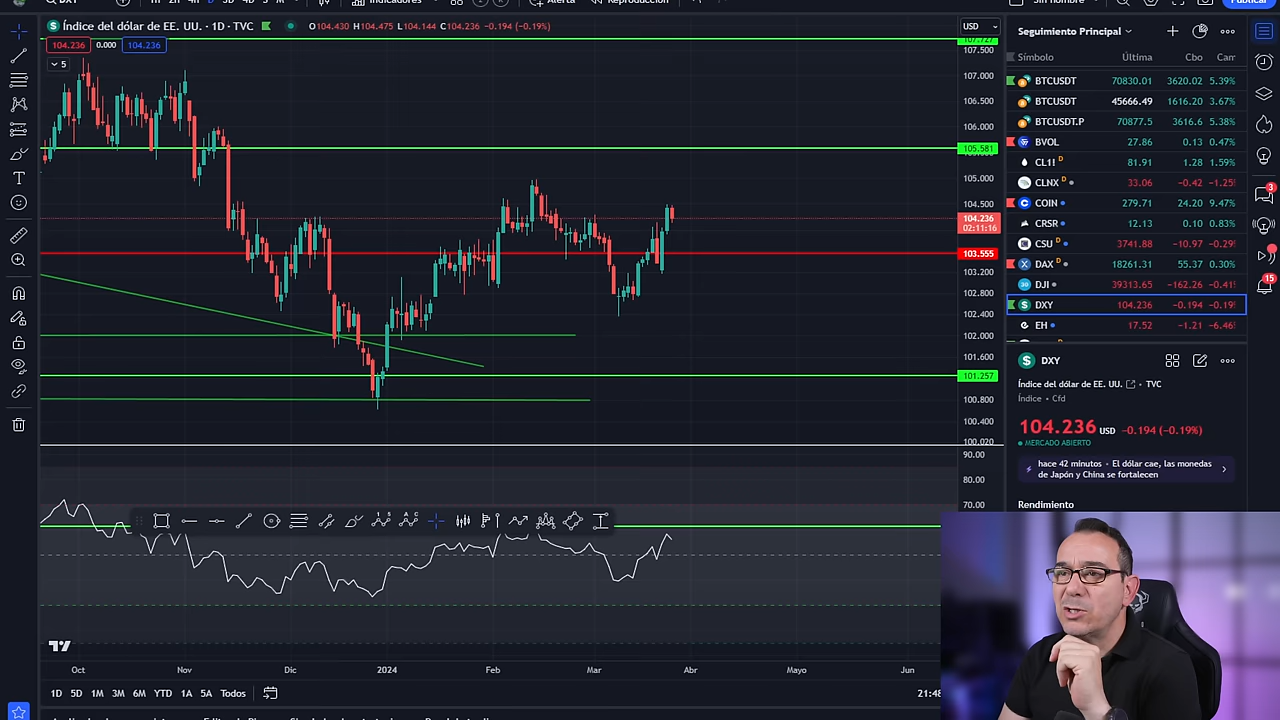 DXY
Indicadores
Alerta
Reproducción
Sin nombre
Publicar
Índice del dólar de EE. UU. · 1D · TVC
O104.430 H104.475 L104.144 C104.236 −0.194 (−0.19%)
104.236 0.000 104.236
5
USD
107.727
107.500
107.000
106.500
106.000
105.581
105.000
104.500
104.236
02:11:16
103.555
103.200
102.800
102.400
102.000
101.600
101.257
100.800
100.400
100.020
90.00
80.00
70.00
Oct Nov Dic 2024 Feb Mar Abr Mayo Jun
1D 5D 1M 3M 6M YTD 1A 5A Todos
21:48
Seguimiento Principal
Símbolo Última Cbo
BTCUSDT 70830.01 3620.02 5.39%
BTCUSDT 45666.49 1616.20 3.67%
BTCUSDT.P 70877.5 3616.6 5.38%
BVOL 27.86 0.13 0.47%
CL1! D 81.91 1.28 1.59%
CLNX D 33.06 −0.42 −1.25
COIN 279.71 24.20 9.47%
CRSR 12.13 0.10 0.83%
CSU D 3741.88 −10.97 −0.29
DAX D 18261.31 55.37 0.30%
DJI 39313.65 −162.26 −0.41
DXY 104.236 −0.194 −0.19
EH 17.52 −1.21 −6.46
DXY
Índice del dólar de EE. UU. • TVC
Índice • Cfd
104.236 USD −0.194 (−0.19%)
MERCADO ABIERTO
hace 42 minutos • El dólar cae, las monedas
de Japón y China se fortalecen
Rendimiento
3
15